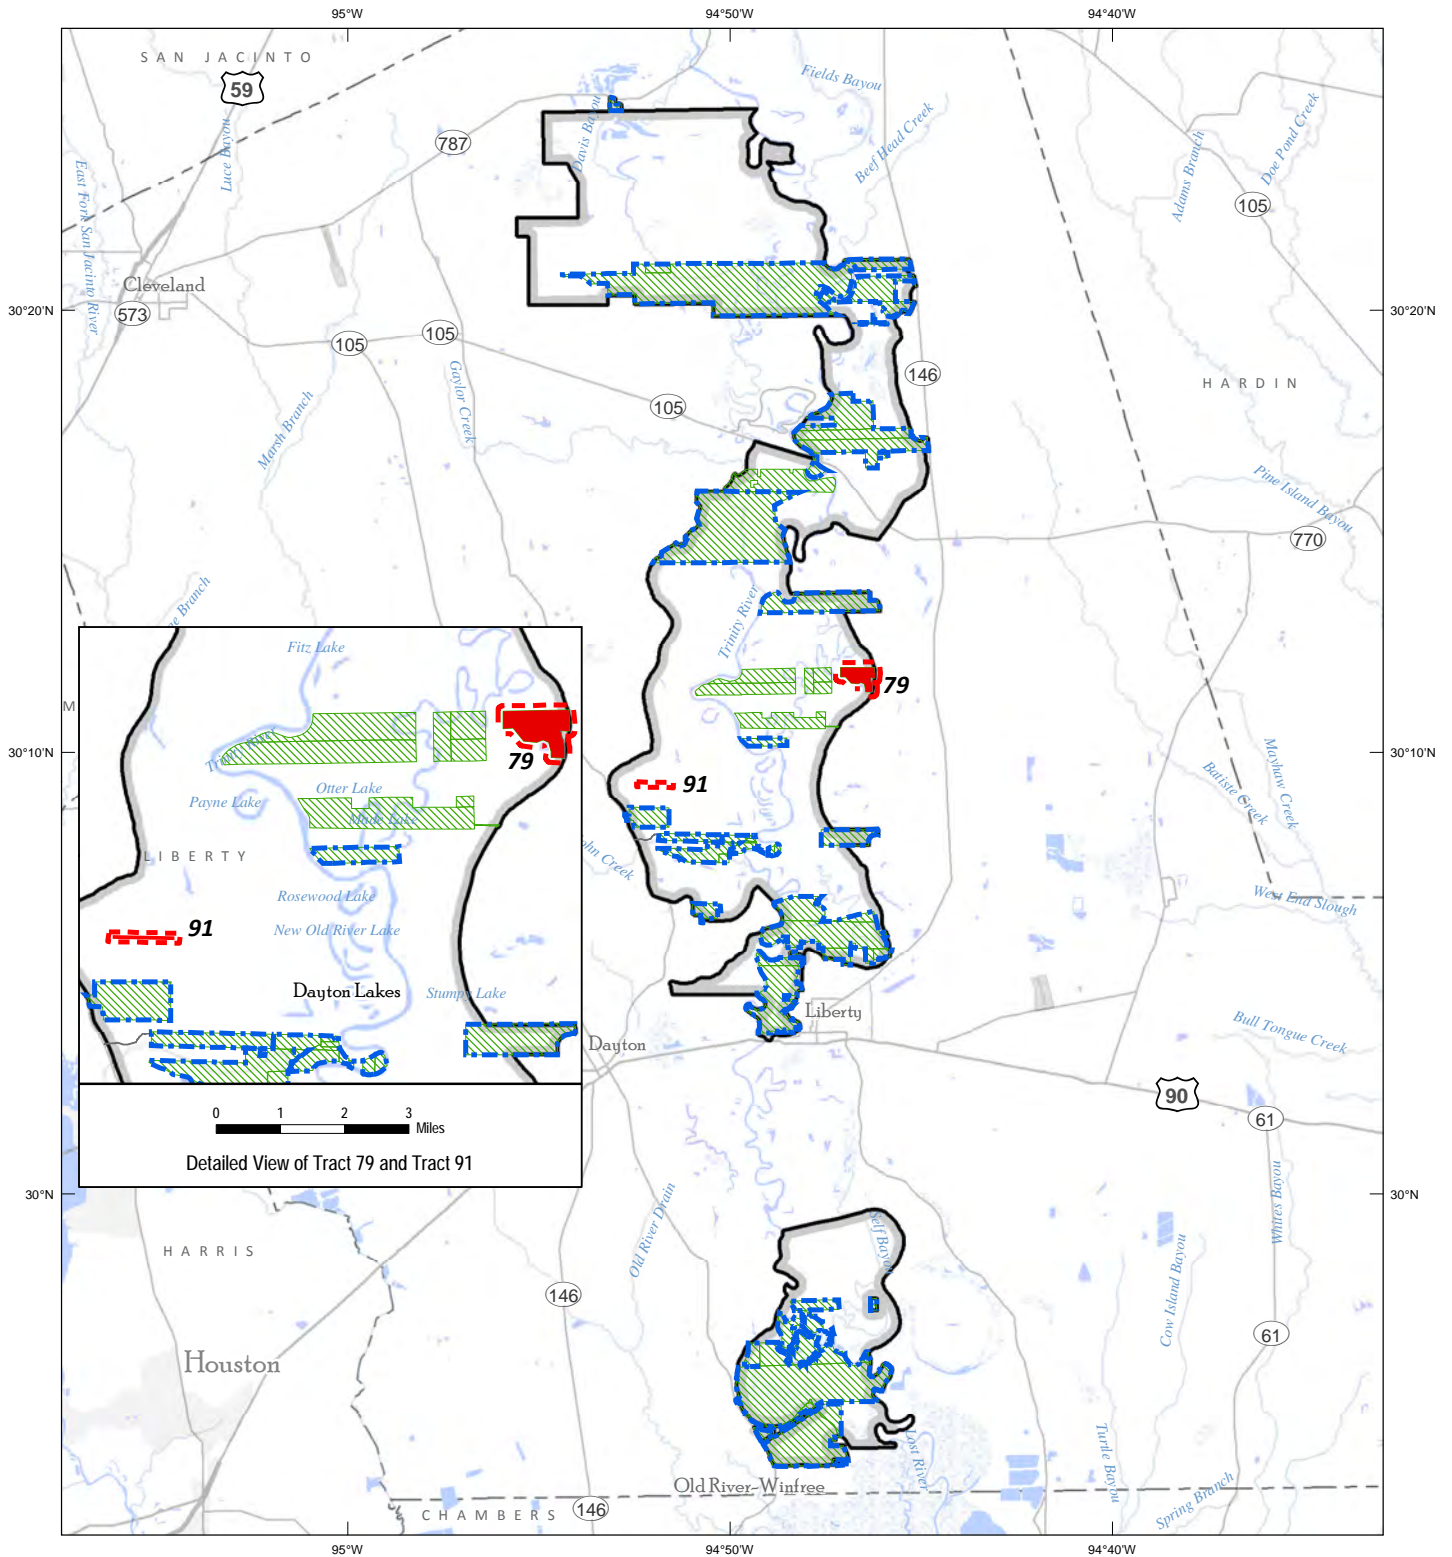 95°W
94°50'W
94°40'W
SAN JACINTO
59
Fields Bayou
787
Davis Bayou
Beef Head Creek
Luce Bayou
East Fork San Jacinto River
Adams Branch
Doe Pond Creek
105
Cleveland
573
30°20'N
30°20'N
105
105
105
146
HARDIN
Gaylor Creek
Marsh Branch
Pine Island Bayou
770
Trinity River
79
91
30°10'N
30°10'N
Mayhaw Creek
Batiste Creek
West End Slough
Fitz Lake
79
Otter Lake
Payne Lake
LIBERTY
Rosewood Lake
91
New Old River Lake
Dayton Lakes
Stumpy Lake
0 1 2 3
Miles
Detailed View of Tract 79 and Tract 91
Liberty
Dayton
Bull Tongue Creek
90
61
30°N
30°N
Whites Bayou
Old River Drain
Self Bayou
Cow Island Bayou
HARRIS
146
61
Houston
Lost River
Turtle Bayou
Spring Branch
Old River-Winfree
146
CHAMBERS
95°W
94°50'W
94°40'W